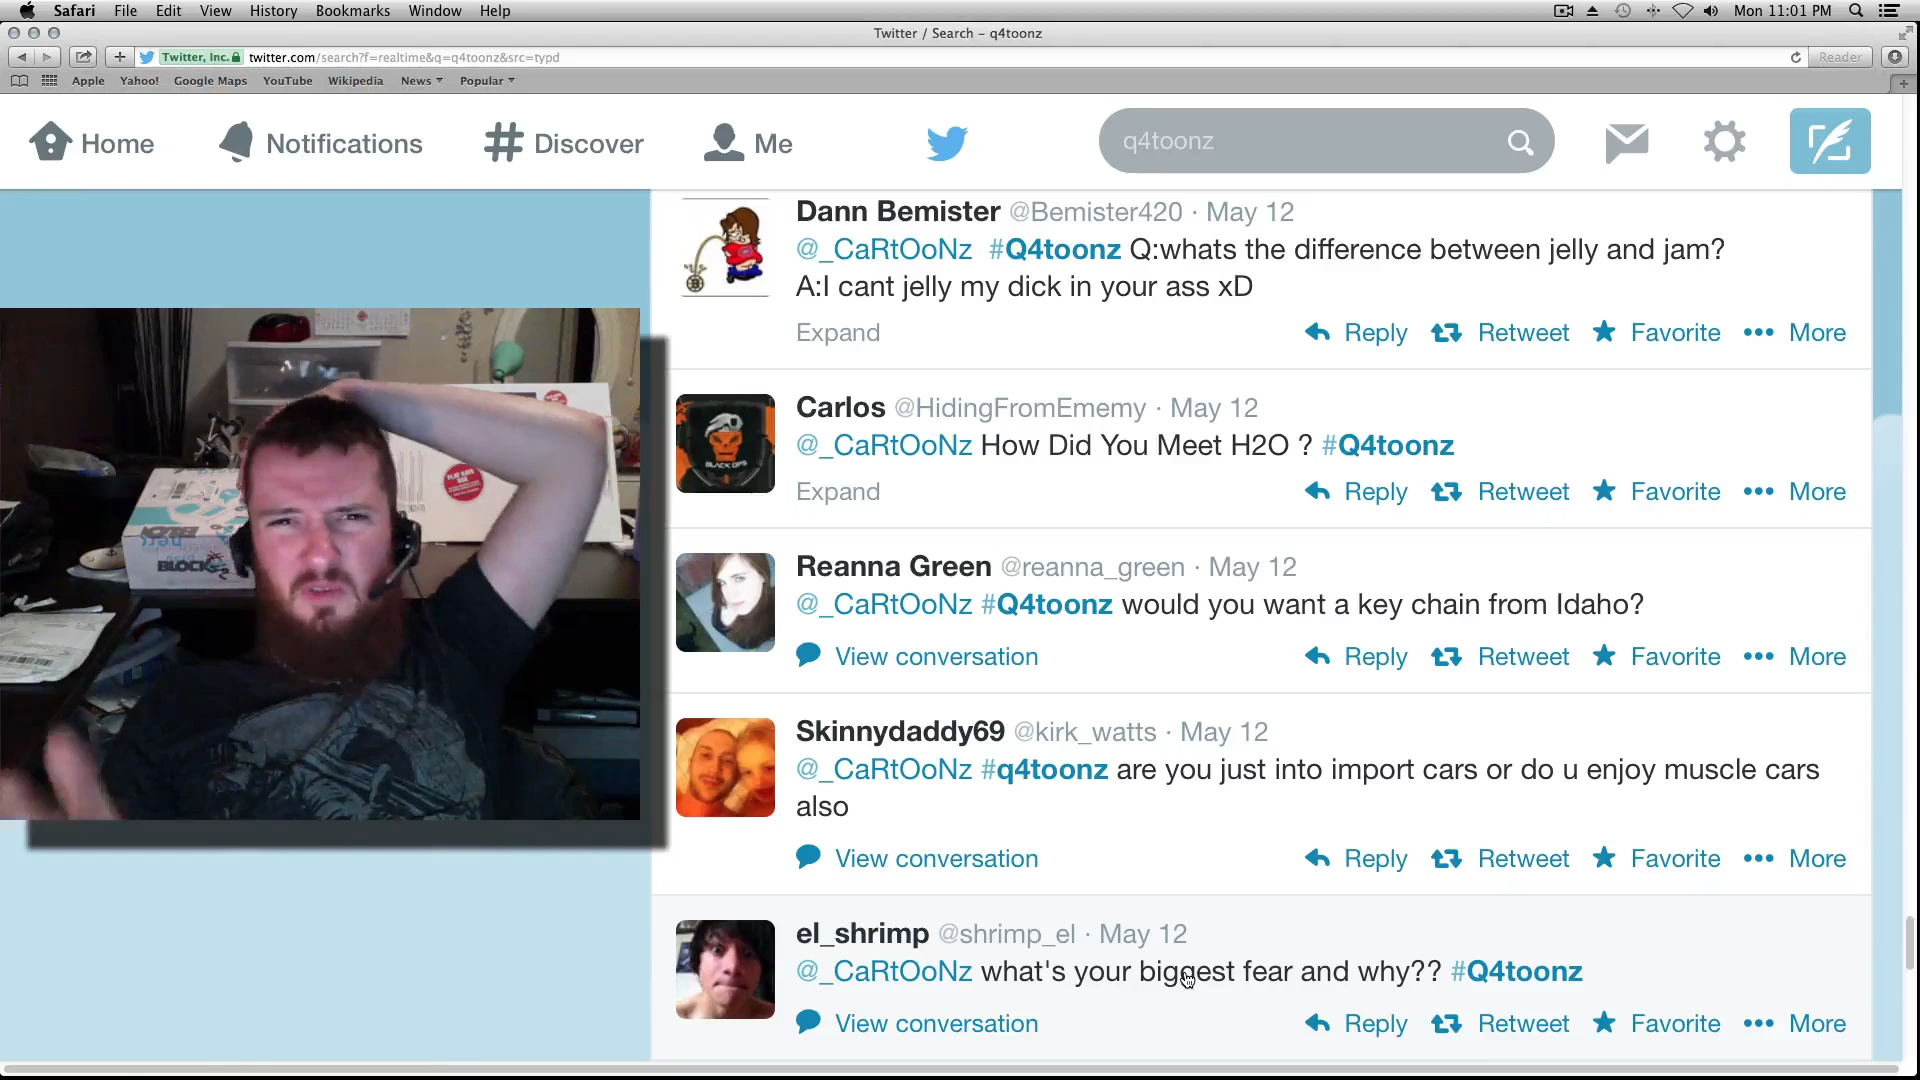 Safari File Edit View History Bookmarks Window Help Mon 11:01 PM
Twitter / Search – q4toonz
Twitter, Inc. twitter.com/search?f=realtime&q=q4toonz&src=typd Reader
Apple Yahoo! Google Maps YouTube Wikipedia News Popular
Home Notifications Discover Me q4toonz
Dann Bemister @Bemister420 · May 12
@_CaRtOoNz #Q4toonz Q:whats the difference between jelly and jam?
A:I cant jelly my dick in your ass xD
Expand Reply Retweet Favorite More
Carlos @HidingFromEmemy · May 12
@_CaRtOoNz How Did You Meet H2O ? #Q4toonz
BLACK OPS
Expand Reply Retweet Favorite More
Reanna Green @reanna_green · May 12
@_CaRtOoNz #Q4toonz would you want a key chain from Idaho?
View conversation Reply Retweet Favorite More
Skinnydaddy69 @kirk_watts · May 12
@_CaRtOoNz #q4toonz are you just into import cars or do u enjoy muscle cars
also
View conversation Reply Retweet Favorite More
el_shrimp @shrimp_el · May 12
@_CaRtOoNz what's your biggest fear and why?? #Q4toonz
View conversation Reply Retweet Favorite More
BLOCK